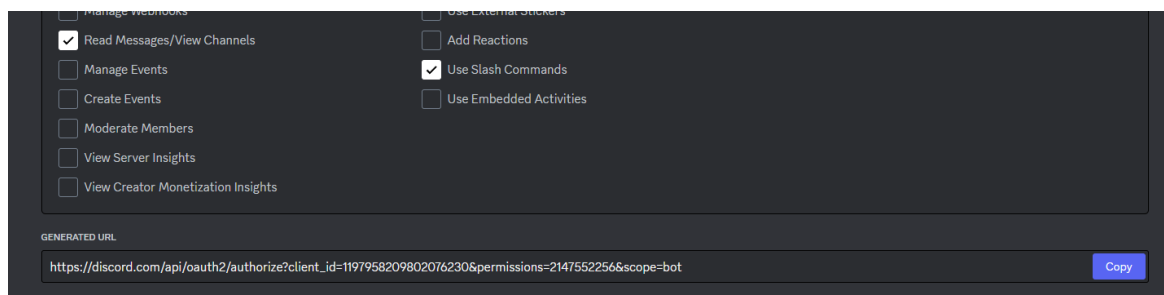 Manage Webhooks
Use External Stickers
Read Messages/View Channels
Add Reactions
Manage Events
Use Slash Commands
Create Events
Use Embedded Activities
Moderate Members
View Server Insights
View Creator Monetization Insights
GENERATED URL
https://discord.com/api/oauth2/authorize?client_id=1197958209802076230&permissions=2147552256&scope=bot
Copy